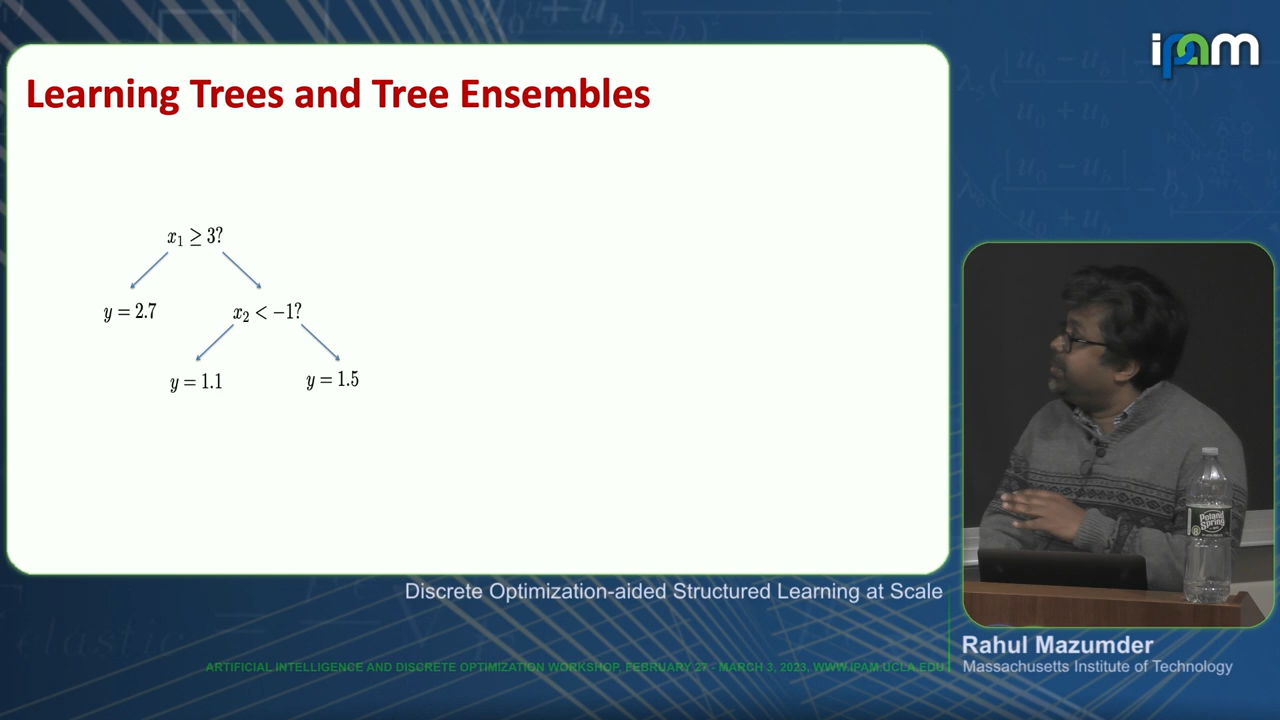 ipam
Learning Trees and Tree Ensembles
x₁ ≥ 3?
y = 2.7
x₂ < −1?
y = 1.1
y = 1.5
Poland
Spring
Discrete Optimization-aided Structured Learning at Scale
Rahul Mazumder
Massachusetts Institute of Technology
ARTIFICIAL INTELLIGENCE AND DISCRETE OPTIMIZATION WORKSHOP, FEBRUARY 27 - MARCH 3, 2023, WWW.IPAM.UCLA.EDU
elastic